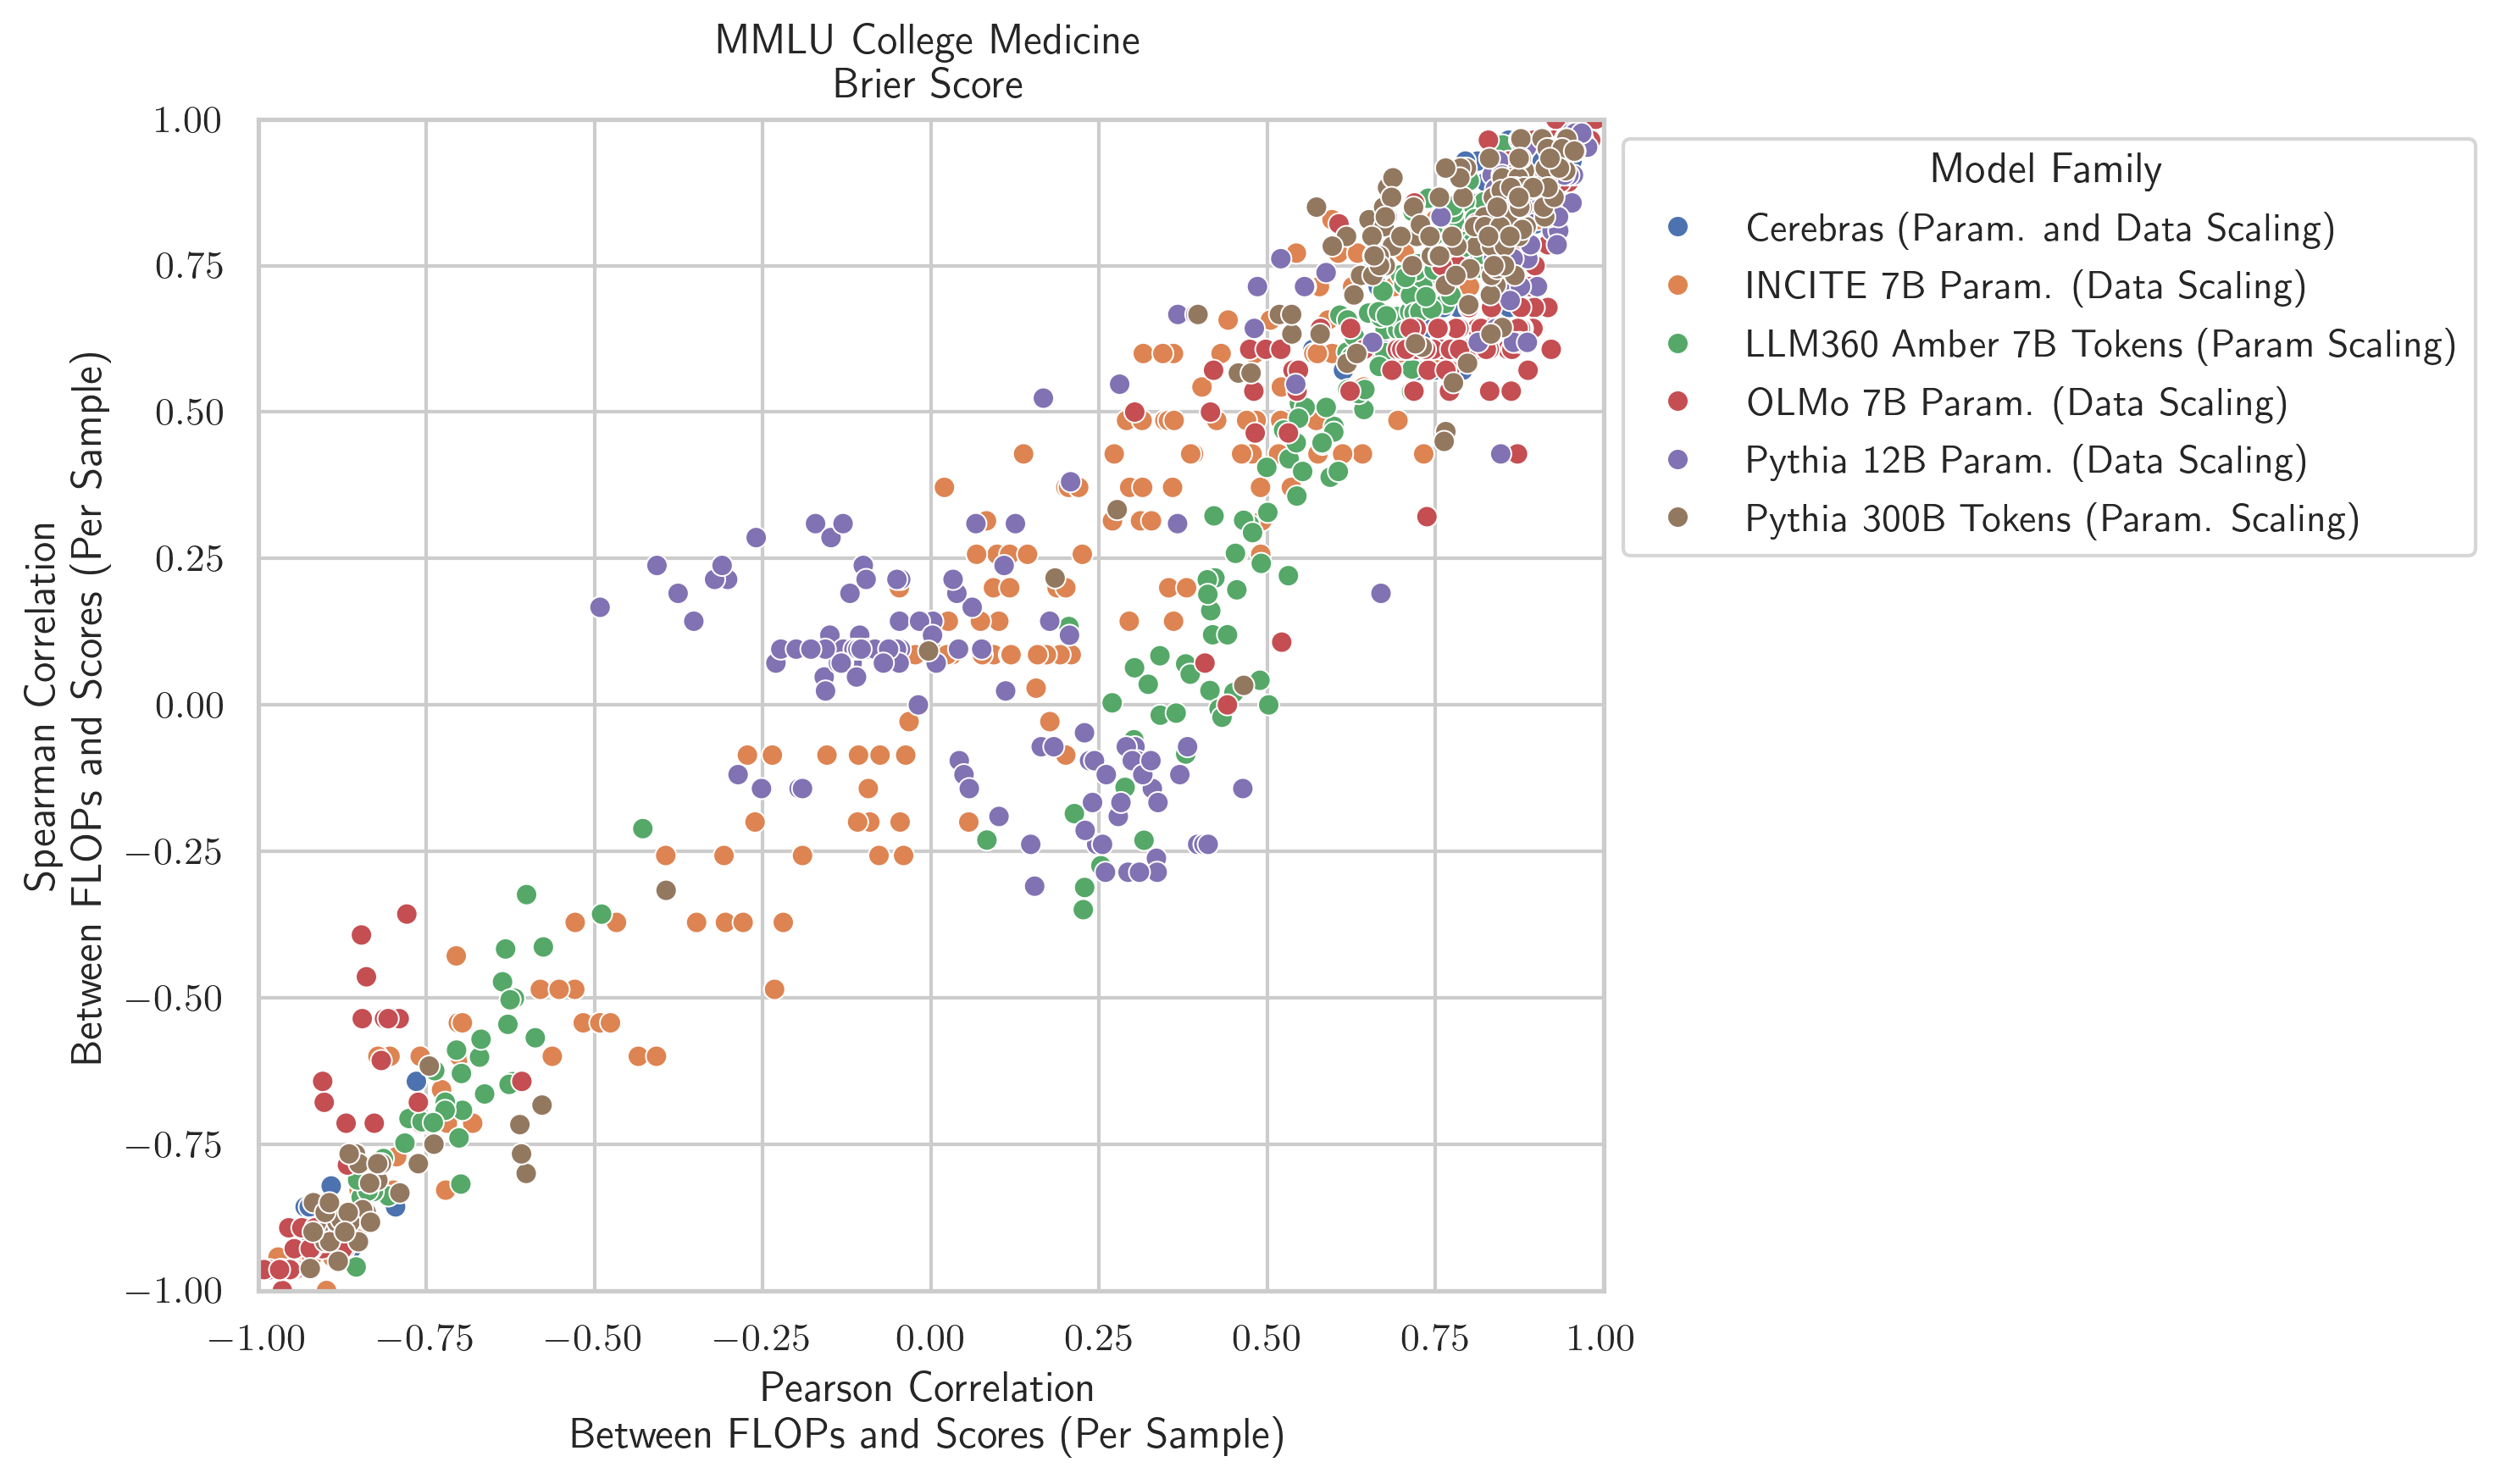 MMLU College Medicine
Brier Score
Spearman Correlation
Between FLOPs and Scores (Per Sample)
1.00
0.75
0.50
0.25
0.00
−0.25
−0.50
−0.75
−1.00
−1.00 −0.75 −0.50 −0.25 0.00 0.25 0.50 0.75 1.00
Pearson Correlation
Between FLOPs and Scores (Per Sample)
Model Family
Cerebras (Param. and Data Scaling)
INCITE 7B Param. (Data Scaling)
LLM360 Amber 7B Tokens (Param Scaling)
OLMo 7B Param. (Data Scaling)
Pythia 12B Param. (Data Scaling)
Pythia 300B Tokens (Param. Scaling)